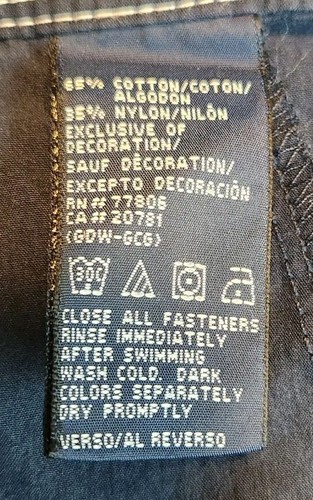 65% COTTON/COTON/
ALGODON
35% NYLON/NILÓN
EXCLUSIVE OF
DECORATION/
SAUF DÉCORATION/
EXCEPTO DECORACIÓN
RN# 77806
CA# 20781
(GDW-GCG)
30C
CLOSE ALL FASTENERS
RINSE IMMEDIATELY
AFTER SWIMMING
WASH COLD. DARK
COLORS SEPARATELY
DRY PROMPTLY
VERSO/AL REVERSO